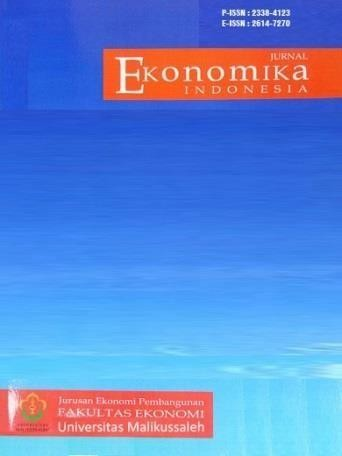 P-ISSN : 2338-4123
E-ISSN : 2614-7270
JURNAL
EKONOMIKA
INDONESIA
Jurusan Ekonomi Pembangunan
FAKULTAS EKONOMI
Universitas Malikussaleh